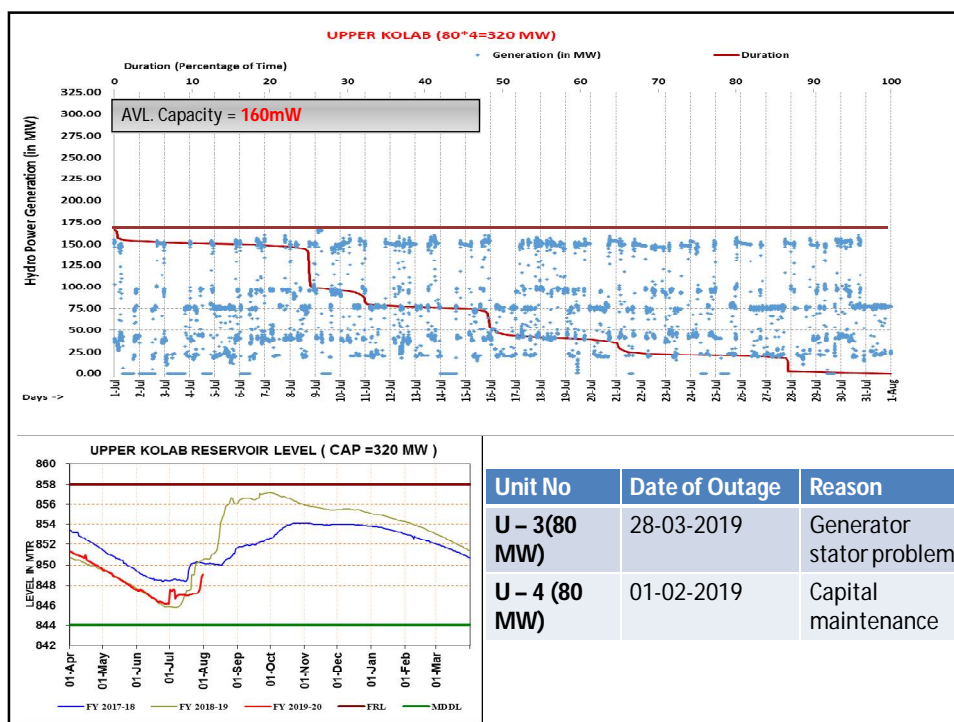 UPPER KOLAB (80*4=320 MW)
Generation (in MW)
Duration
Duration (Percentage of Time)
0 10 20 30 40 50 60 70 80 90 100
AVL. Capacity = 160mW
Hydro Power Generation (in MW)
325.00
300.00
275.00
250.00
225.00
200.00
175.00
150.00
125.00
100.00
75.00
50.00
25.00
0.00
Days ->
1-Jul 2-Jul 3-Jul 4-Jul 5-Jul 6-Jul 7-Jul 8-Jul 9-Jul 10-Jul 11-Jul 12-Jul 13-Jul 14-Jul 15-Jul 16-Jul 17-Jul 18-Jul 19-Jul 20-Jul 21-Jul 22-Jul 23-Jul 24-Jul 25-Jul 26-Jul 27-Jul 28-Jul 29-Jul 30-Jul 31-Jul 1-Aug
UPPER KOLAB RESERVOIR LEVEL ( CAP =320 MW )
LEVEL IN MTR
860
858
856
854
852
850
848
846
844
842
01-Apr 01-May 01-Jun 01-Jul 01-Aug 01-Sep 01-Oct 01-Nov 01-Dec 01-Jan 01-Feb 01-Mar
FY 2017-18 FY 2018-19 FY 2019-20 FRL MDDL
Unit No Date of Outage Reason
U – 3(80 MW) 28-03-2019 Generator stator problem
U – 4 (80 MW) 01-02-2019 Capital maintenance